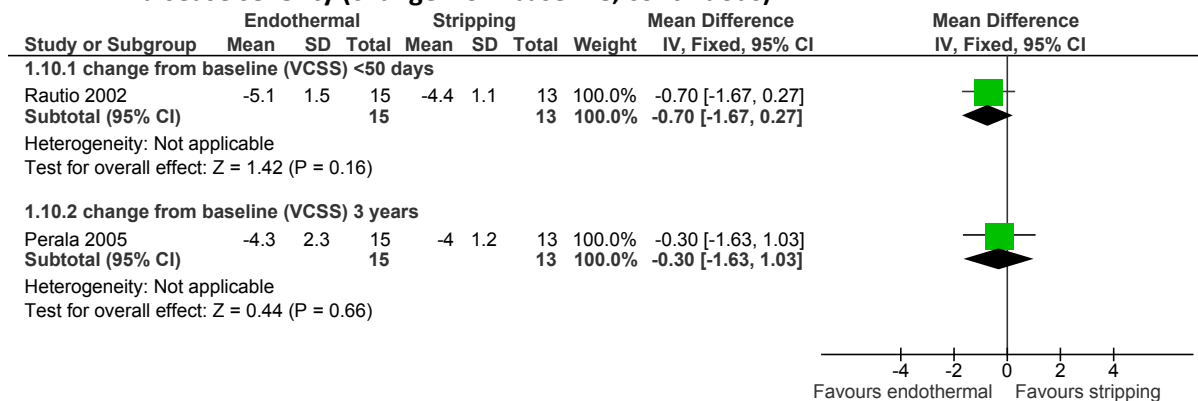 Endothermal Stripping Mean Difference Mean Difference
Study or Subgroup Mean SD Total Mean SD Total Weight IV, Fixed, 95% CI IV, Fixed, 95% CI
1.10.1 change from baseline (VCSS) <50 days
Rautio 2002 -5.1 1.5 15 -4.4 1.1 13 100.0% -0.70 [-1.67, 0.27]
Subtotal (95% CI) 15 13 100.0% -0.70 [-1.67, 0.27]
Heterogeneity: Not applicable
Test for overall effect: Z = 1.42 (P = 0.16)
1.10.2 change from baseline (VCSS) 3 years
Perala 2005 -4.3 2.3 15 -4 1.2 13 100.0% -0.30 [-1.63, 1.03]
Subtotal (95% CI) 15 13 100.0% -0.30 [-1.63, 1.03]
Heterogeneity: Not applicable
Test for overall effect: Z = 0.44 (P = 0.66)
-4 -2 0 2 4
Favours endothermal Favours stripping